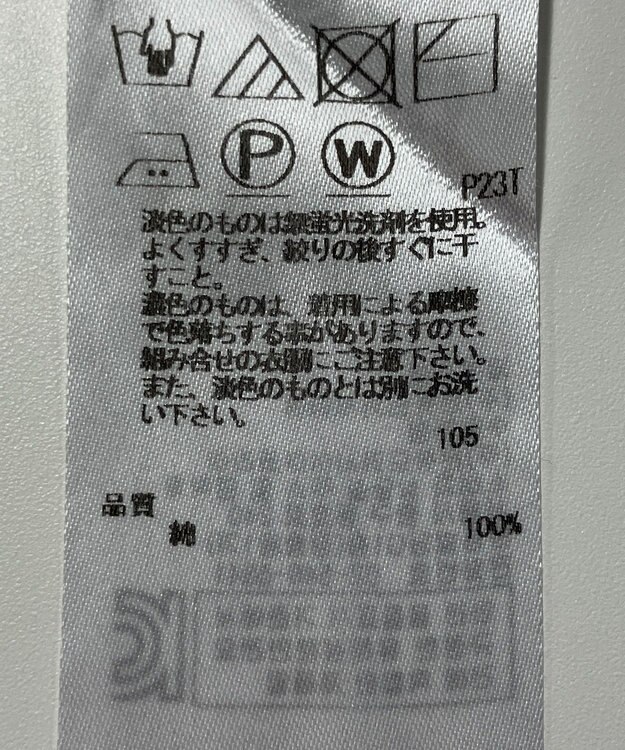 P
W
P23T
淡色のものは無蛍光洗剤を使用。
よくすすぎ、絞りの後すぐに干
すこと。
濃色のものは、着用による摩擦
で色落ちする事がありますので、
組み合せの衣服にご注意下さい。
また、淡色のものとは別にお洗
い下さい。
105
品質
綿 100%